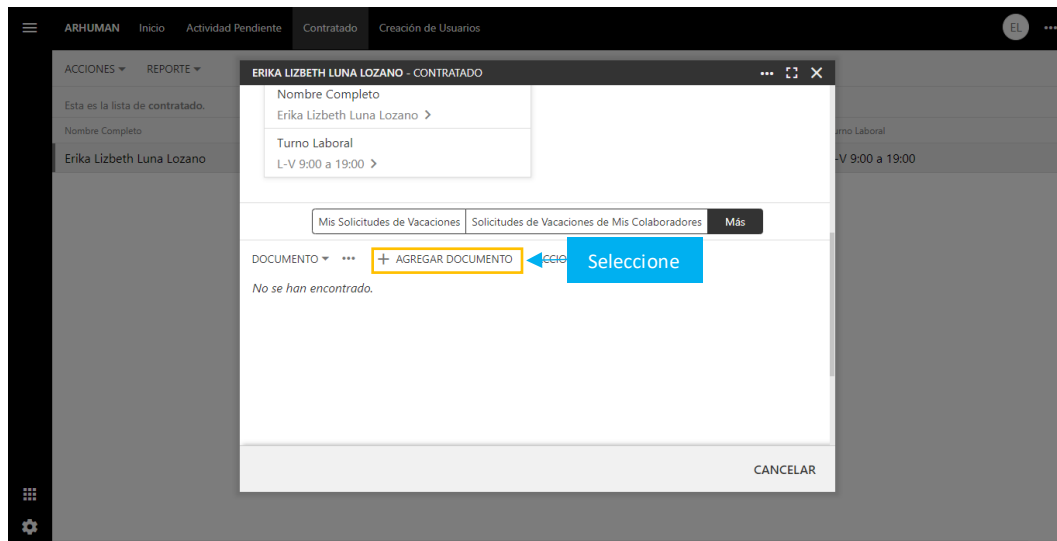 ARHUMAN Inicio Actividad Pendiente Contratado Creación de Usuarios EL
ACCIONES REPORTE
ERIKA LIZBETH LUNA LOZANO - CONTRATADO
Esta es la lista de contratado.
Nombre Completo
Erika Lizbeth Luna Lozano
Nombre Completo
Erika Lizbeth Luna Lozano
Turno Laboral
L-V 9:00 a 19:00
Laboral
-V 9:00 a 19:00
Mis Solicitudes de Vacaciones Solicitudes de Vacaciones de Mis Colaboradores Más
DOCUMENTO + AGREGAR DOCUMENTO Seleccione
No se han encontrado.
CANCELAR